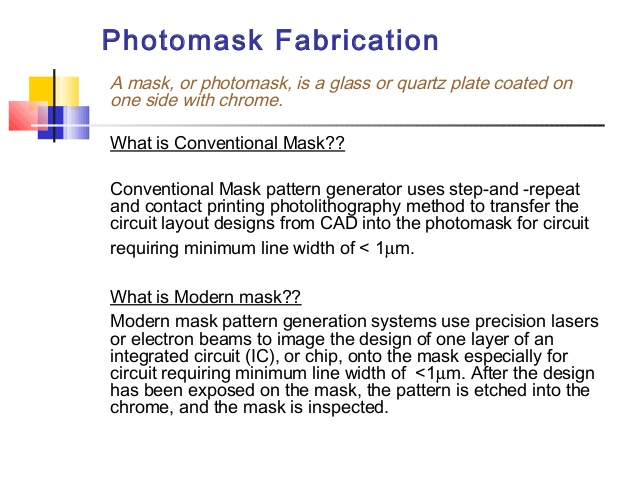 Photomask Fabrication
A mask, or photomask, is a glass or quartz plate coated on
one side with chrome.
What is Conventional Mask??
Conventional Mask pattern generator uses step-and -repeat
and contact printing photolithography method to transfer the
circuit layout designs from CAD into the photomask for circuit
requiring minimum line width of < 1μm.
What is Modern mask??
Modern mask pattern generation systems use precision lasers
or electron beams to image the design of one layer of an
integrated circuit (IC), or chip, onto the mask especially for
circuit requiring minimum line width of  <1μm. After the design
has been exposed on the mask, the pattern is etched into the
chrome, and the mask is inspected.